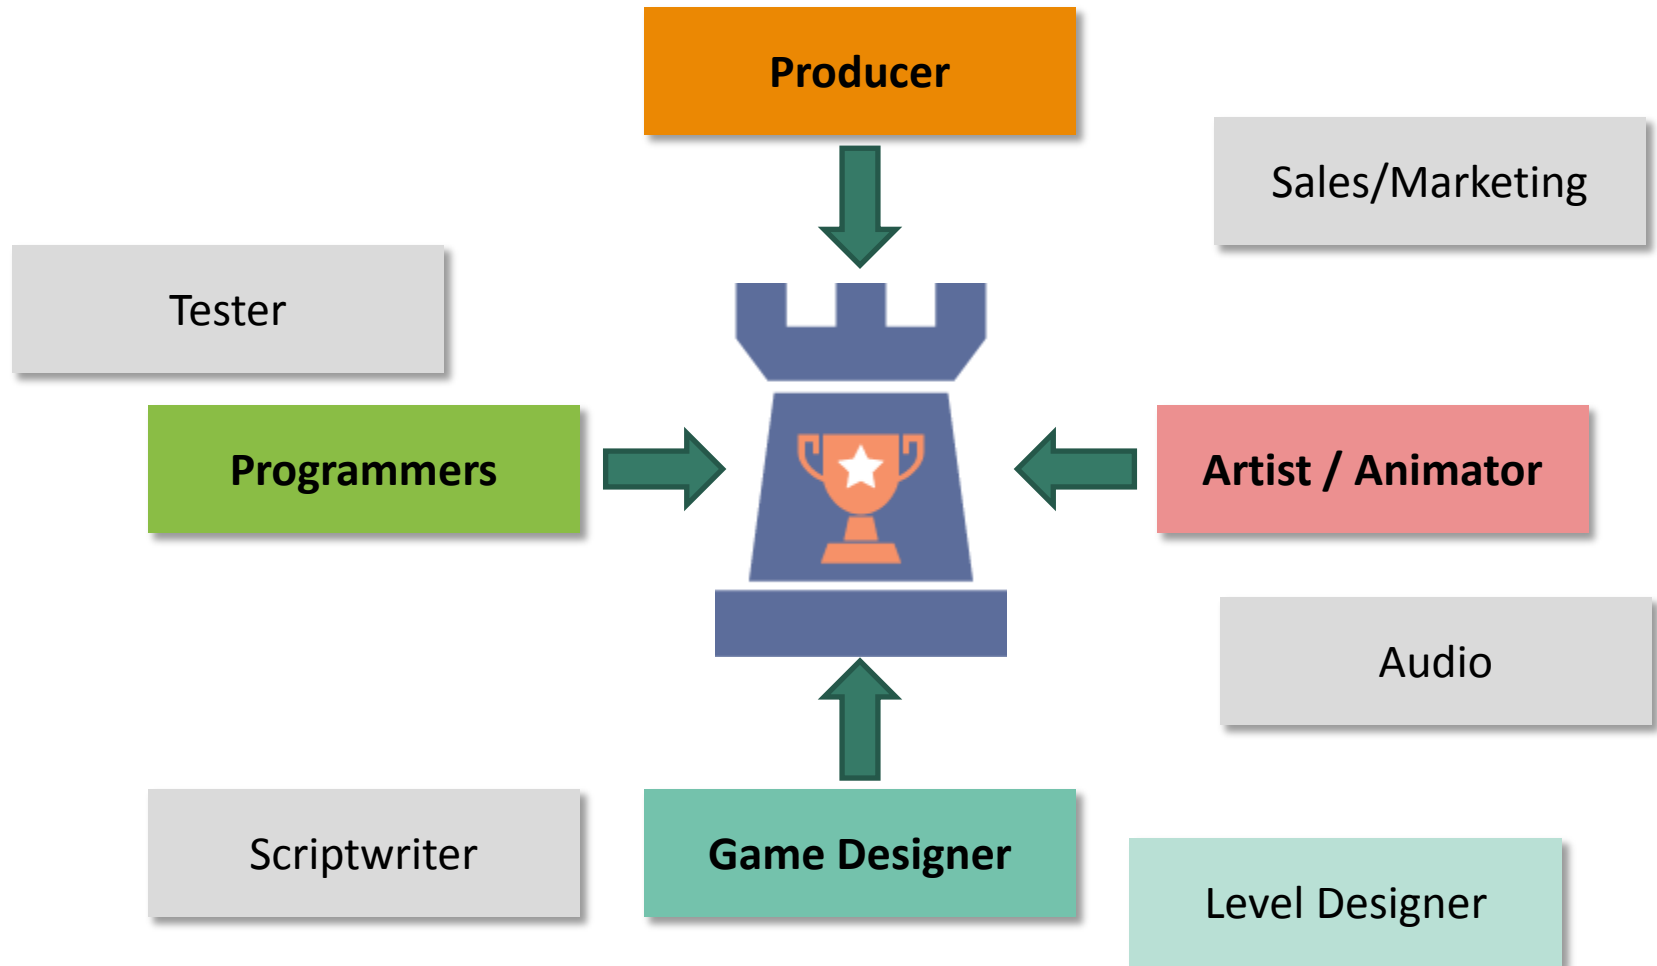 Producer
Sales/Marketing
Tester
Programmers
Artist / Animator
Audio
Scriptwriter
Game Designer
Level Designer